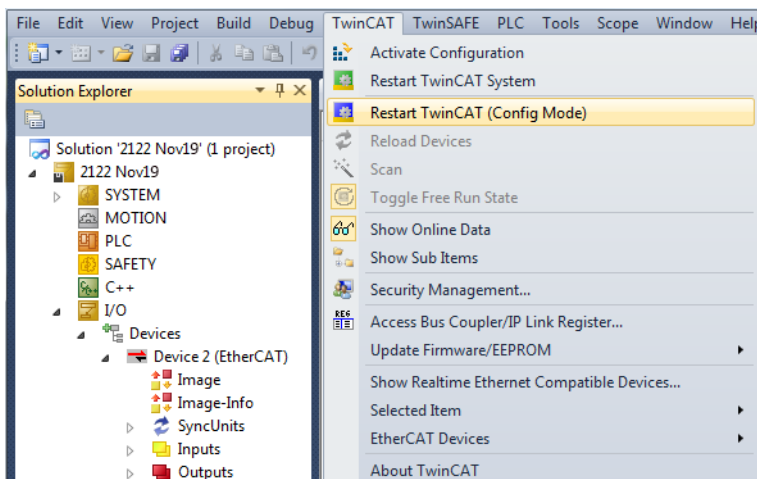 File Edit View Project Build Debug TwinCAT TwinSAFE PLC Tools Scope Window Help
Solution Explorer
Solution '2122 Nov19' (1 project)
2122 Nov19
SYSTEM
MOTION
PLC
SAFETY
C++
I/O
Devices
Device 2 (EtherCAT)
Image
Image-Info
SyncUnits
Inputs
Outputs
Activate Configuration
Restart TwinCAT System
Restart TwinCAT (Config Mode)
Reload Devices
Scan
Toggle Free Run State
Show Online Data
Show Sub Items
Security Management...
REG
Access Bus Coupler/IP Link Register...
Update Firmware/EEPROM
Show Realtime Ethernet Compatible Devices...
Selected Item
EtherCAT Devices
About TwinCAT